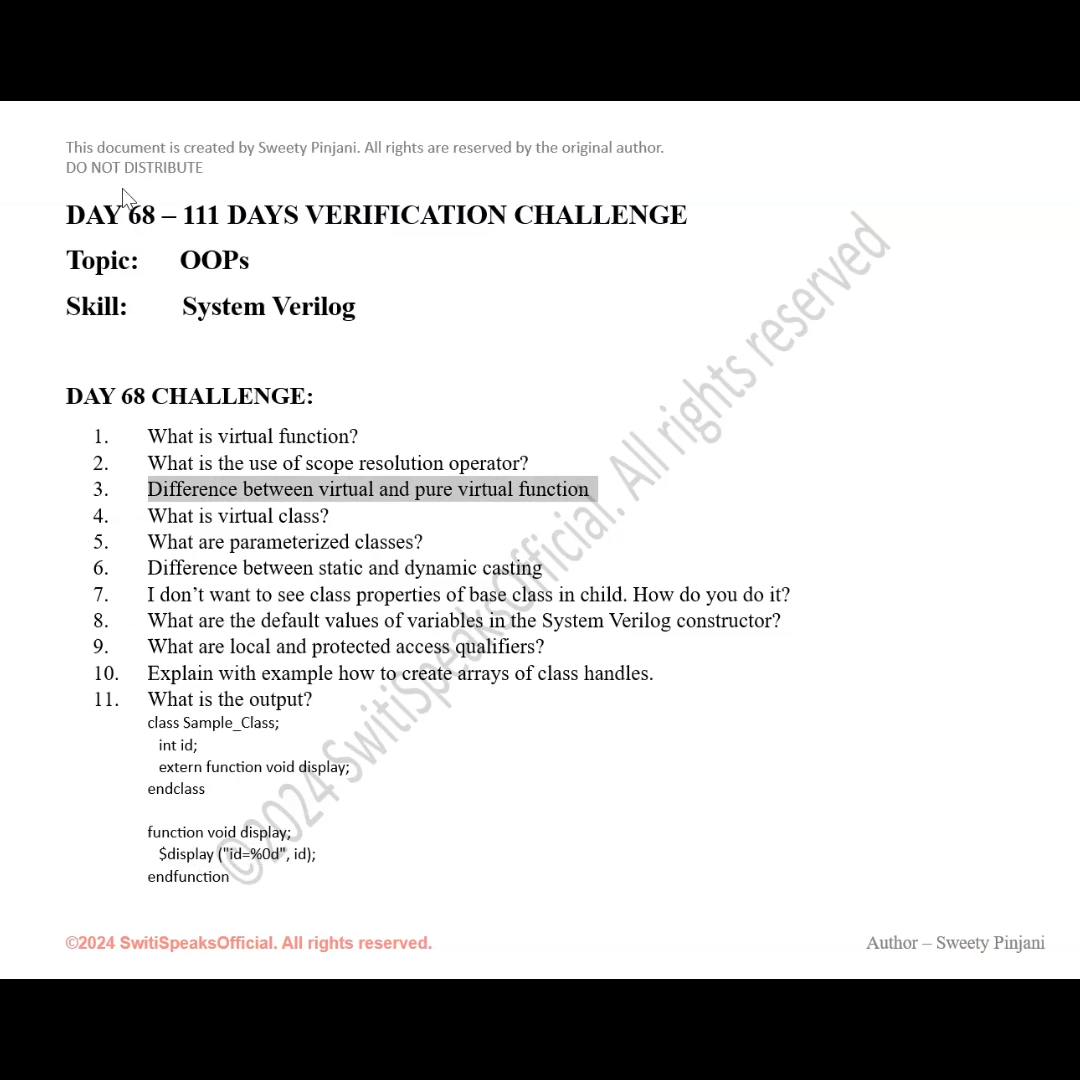 This document is created by Sweety Pinjani. All rights are reserved by the original author.
DO NOT DISTRIBUTE
DAY 68 – 111 DAYS VERIFICATION CHALLENGE
Topic: OOPs
Skill: System Verilog
DAY 68 CHALLENGE:
1. What is virtual function?
2. What is the use of scope resolution operator?
3. Difference between virtual and pure virtual function
4. What is virtual class?
5. What are parameterized classes?
6. Difference between static and dynamic casting
7. I don’t want to see class properties of base class in child. How do you do it?
8. What are the default values of variables in the System Verilog constructor?
9. What are local and protected access qualifiers?
10. Explain with example how to create arrays of class handles.
11. What is the output?
class Sample_Class;
int id;
extern function void display;
endclass
function void display;
$display ("id=%0d", id);
endfunction
©2024 SwitiSpeaksOfficial. All rights reserved
©2024 SwitiSpeaksOfficial. All rights reserved.
Author – Sweety Pinjani